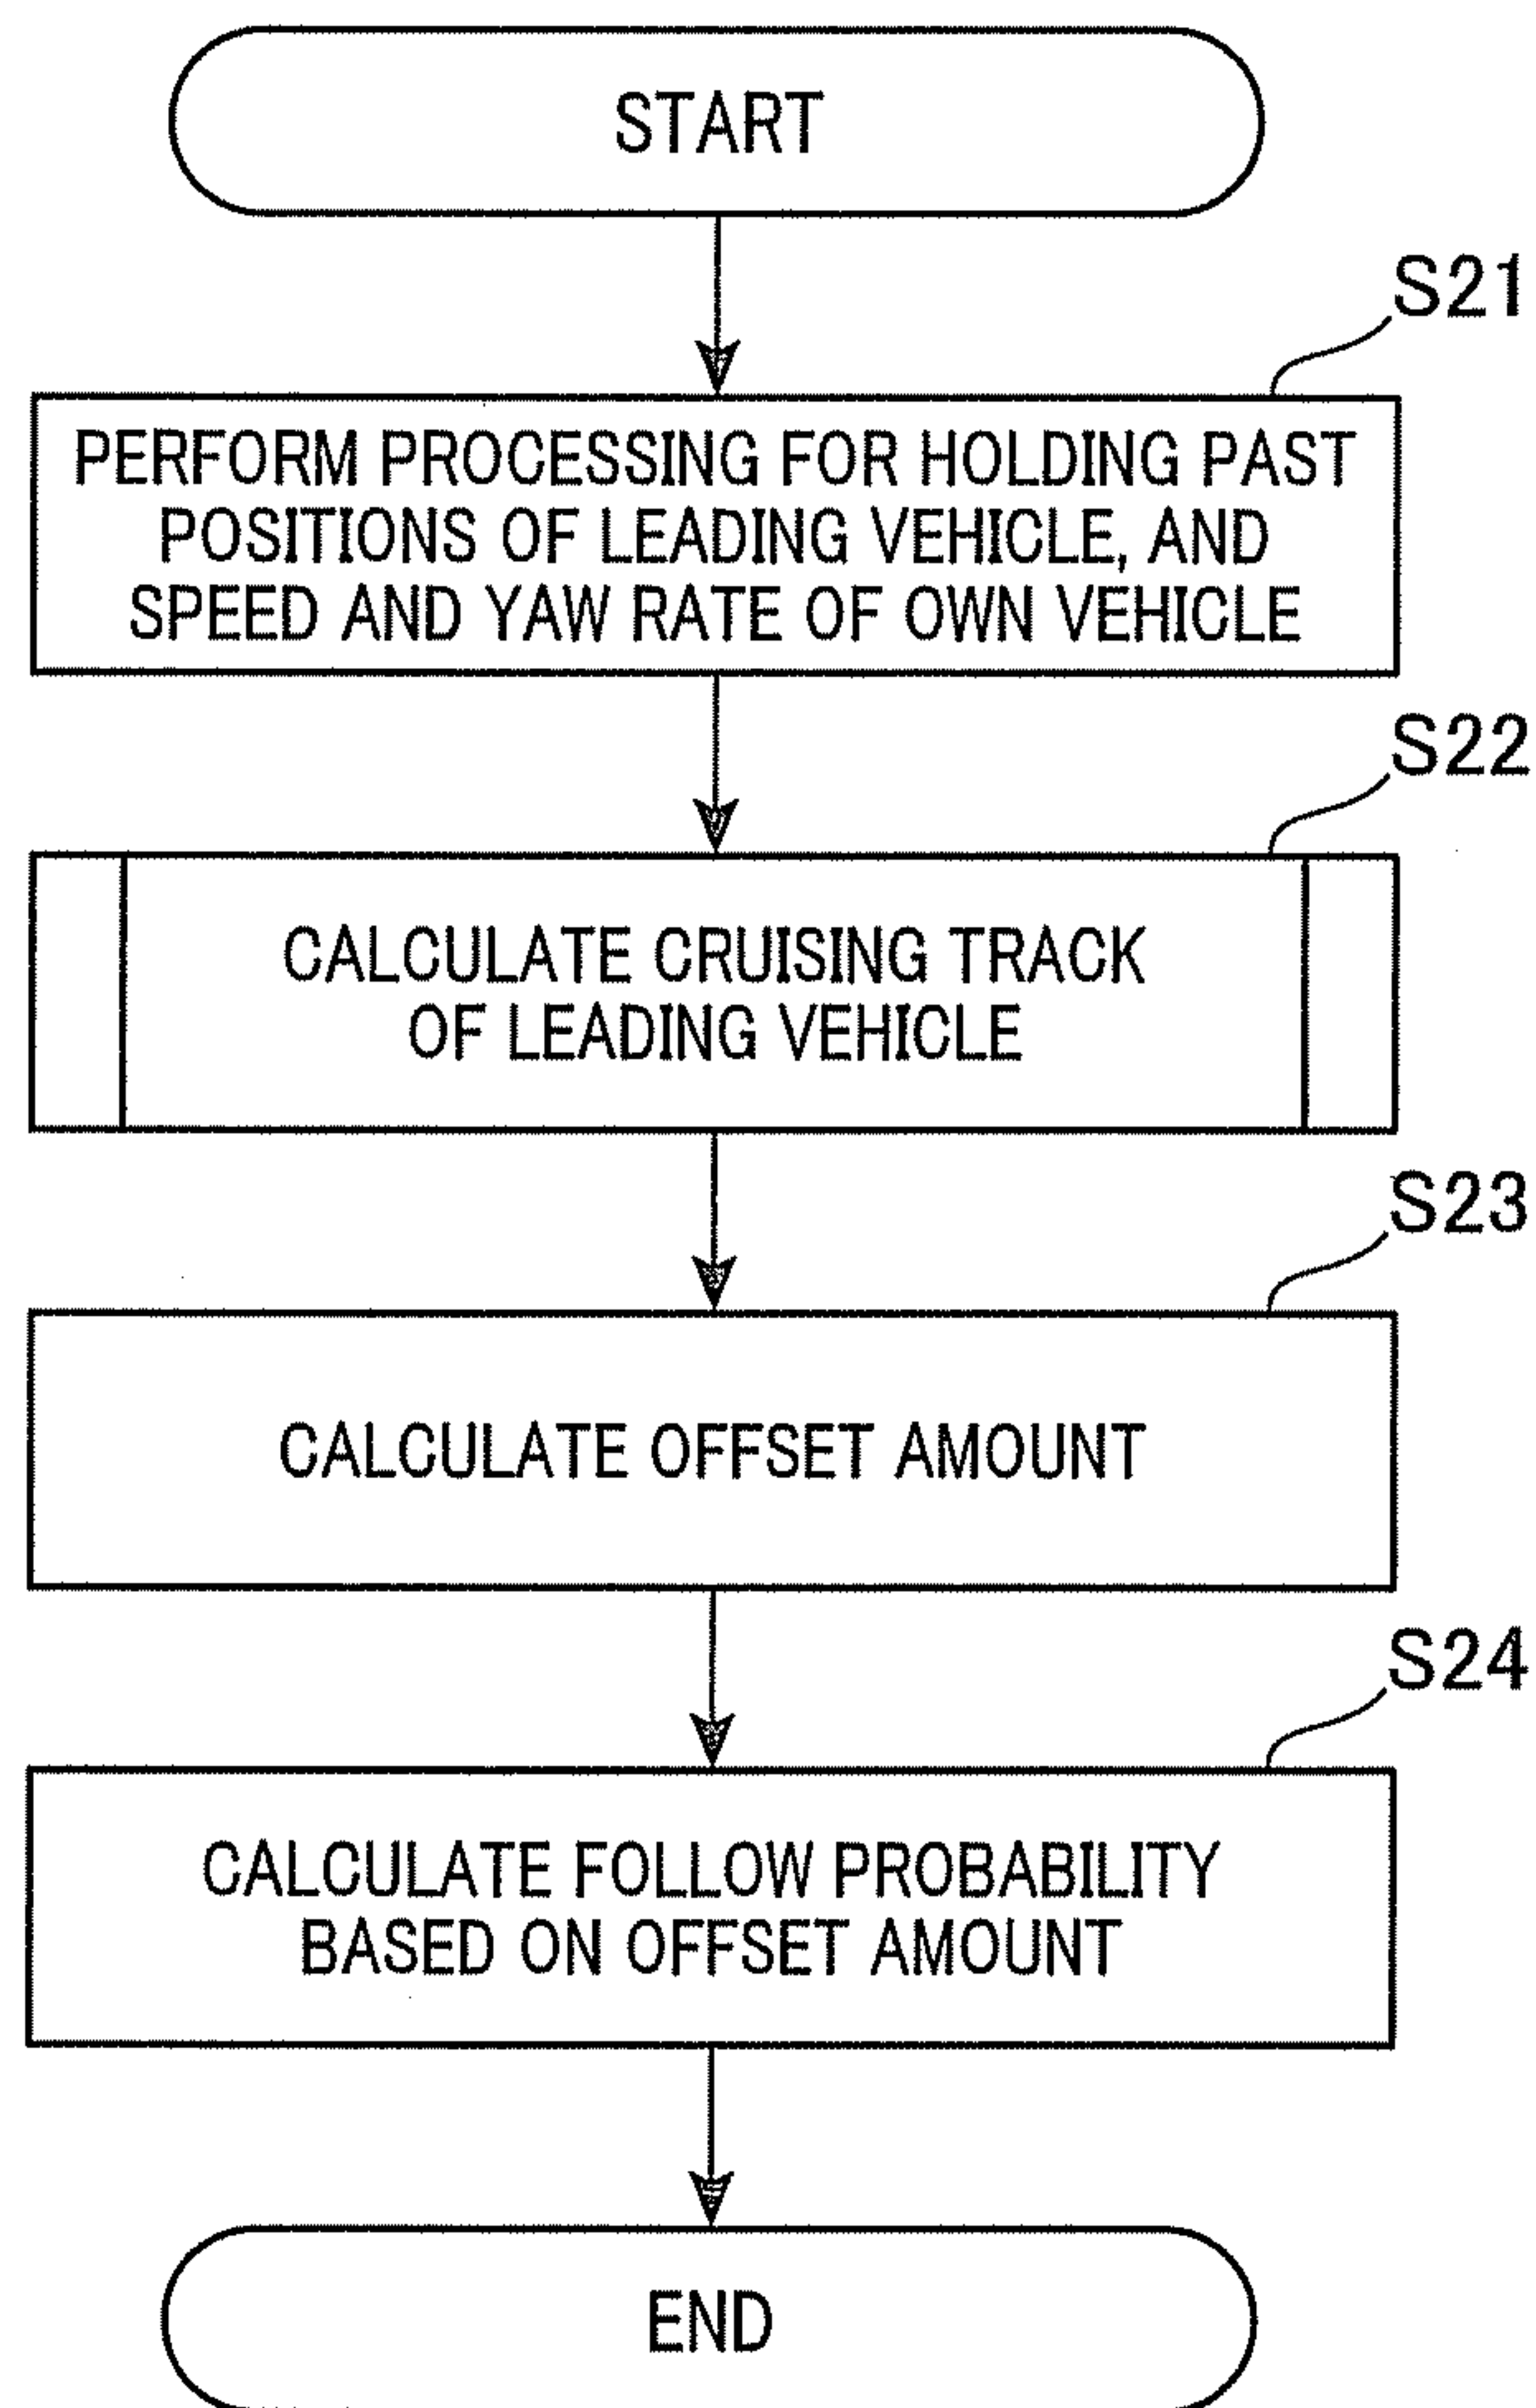 START
S21
PERFORM PROCESSING FOR HOLDING PAST
POSITIONS OF LEADING VEHICLE, AND
SPEED AND YAW RATE OF OWN VEHICLE
S22
CALCULATE CRUISING TRACK
OF LEADING VEHICLE
S23
CALCULATE OFFSET AMOUNT
S24
CALCULATE FOLLOW PROBABILITY
BASED ON OFFSET AMOUNT
END